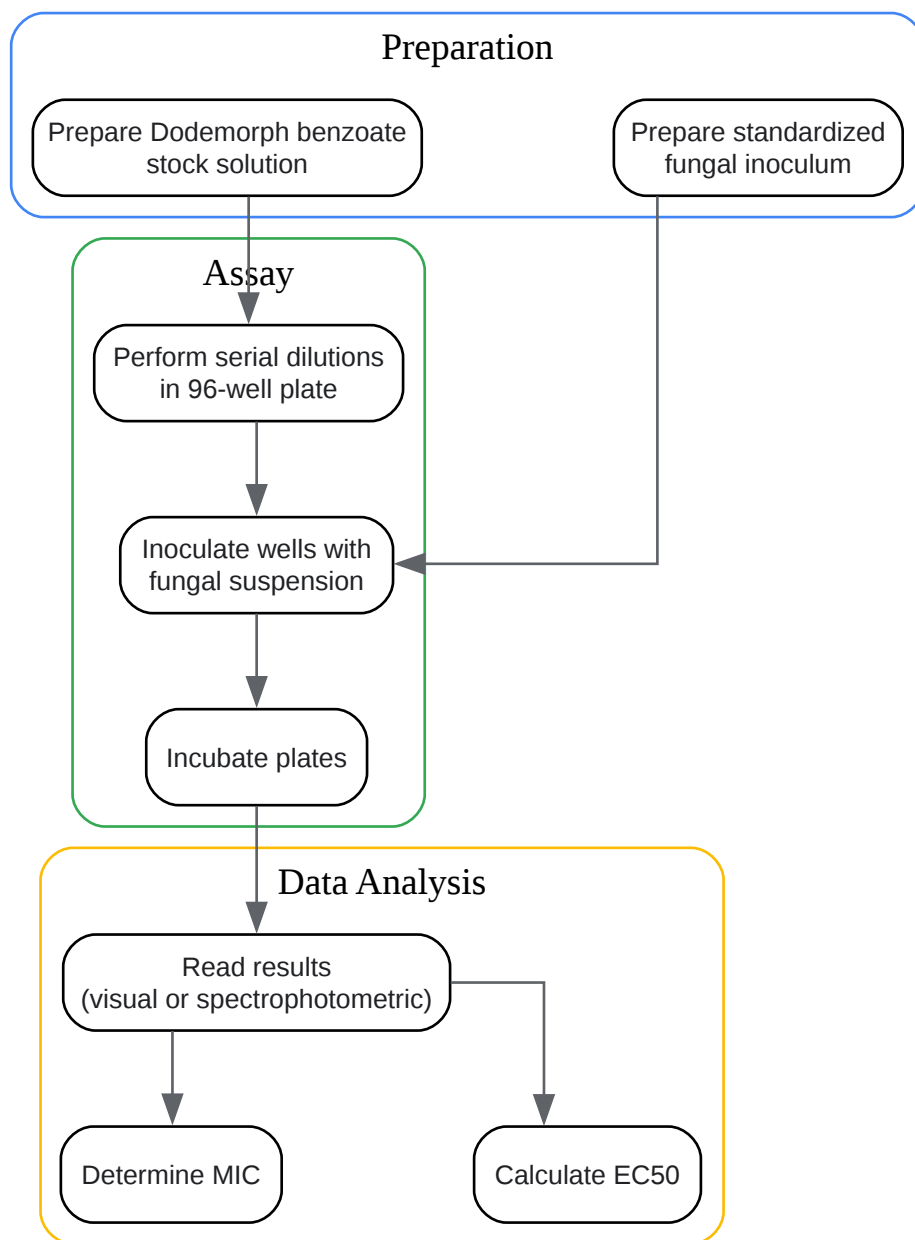 Preparation
Prepare Dodemorph benzoate
stock solution
Prepare standardized
fungal inoculum
Assay
Perform serial dilutions
in 96-well plate
Inoculate wells with
fungal suspension
Incubate plates
Data Analysis
Read results
(visual or spectrophotometric)
Determine MIC
Calculate EC50